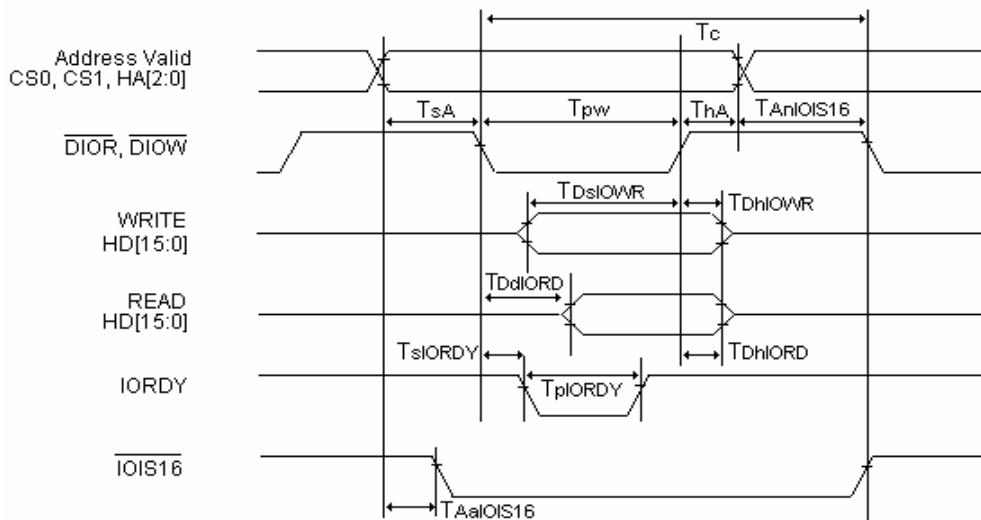 Tc
Address Valid
CS0, CS1, HA[2:0]
TsA
Tpw
ThA
TAnIOIS16
DIOR, DIOW
TDsIOWR
TDhIOWR
WRITE
HD[15:0]
TDdIORD
READ
HD[15:0]
TsIORDY
TDhIORD
TpIORDY
IORDY
IOIS16
TAaIOIS16